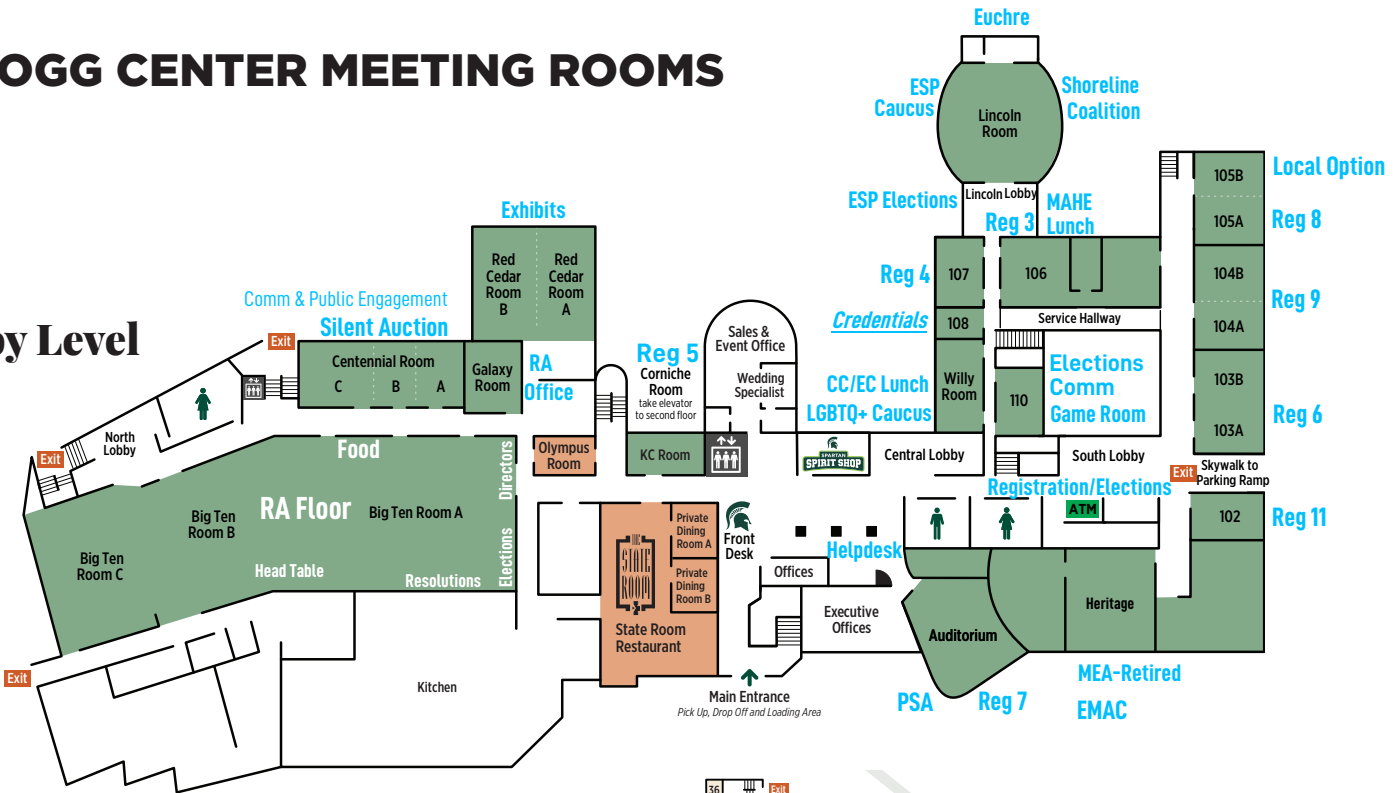 OGG CENTER MEETING ROOMS
Euchre
ESP
Caucus
Shoreline
Coalition
Lincoln
Room
ESP Elections
Lincoln Lobby
MAHE
Lunch
Reg 3
105B
Local Option
105A
Reg 8
Exhibits
Red
Cedar
Room
B
Red
Cedar
Room
A
Reg 4
107
106
104B
Reg 9
104A
Comm & Public Engagement
Silent Auction
by Level
Exit
Credentials
108
Service Hallway
Sales &
Event Office
Centennial Room
C
B
A
Galaxy
Room
RA
Office
Reg 5
Corniche
Room
take elevator
to second floor
Wedding
Specialist
CC/EC Lunch
LGBTQ+ Caucus
Willy
Room
110
Elections
Comm
Game Room
103B
Reg 6
103A
North
Lobby
Exit
Food
Directors
Olympus
Room
KC Room
SPARTAN
SPIRIT SHOP
Central Lobby
South Lobby
Exit
Skywalk to
Parking Ramp
Registration/Elections
ATM
102
Reg 11
RA Floor
Big Ten
Room B
Big Ten Room A
Big Ten
Room C
Head Table
Resolutions
Elections
THE
STATE
ROOM
Private
Dining
Room A
Private
Dining
Room B
State Room
Restaurant
Front
Desk
Helpdesk
Offices
Executive
Offices
Auditorium
Heritage
Exit
Kitchen
Main Entrance
Pick Up, Drop Off and Loading Area
PSA
Reg 7
MEA-Retired
EMAC
36
Exit